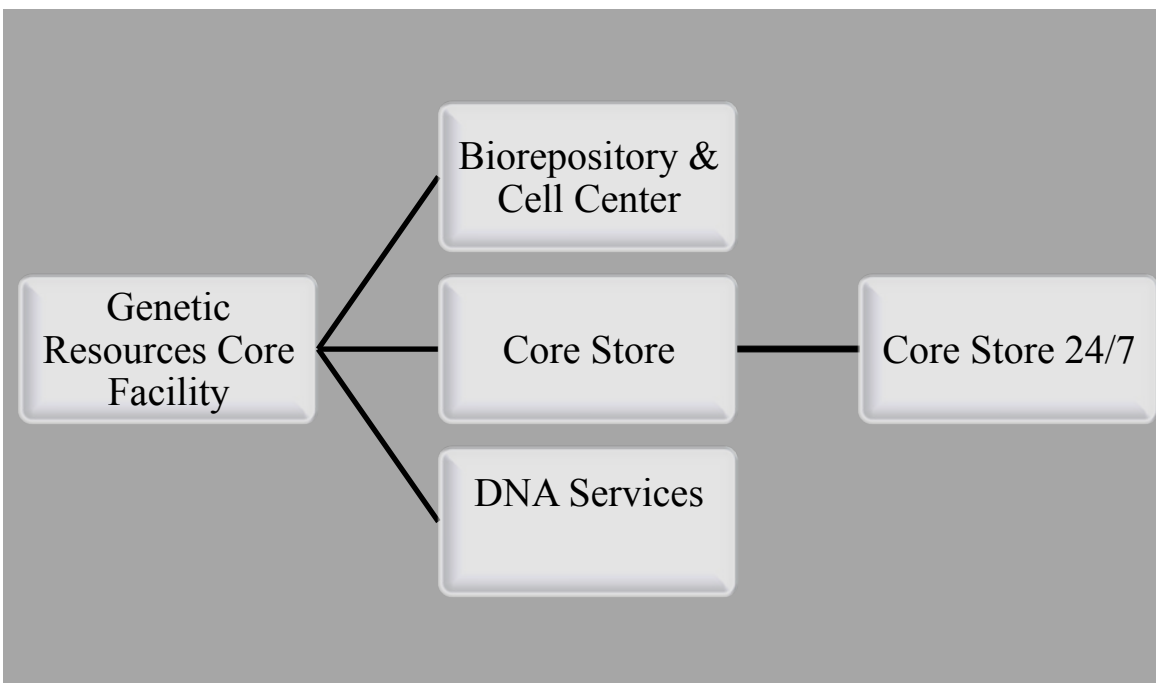 Biorepository &
Cell Center
Genetic
Resources Core
Facility
Core Store
Core Store 24/7
DNA Services